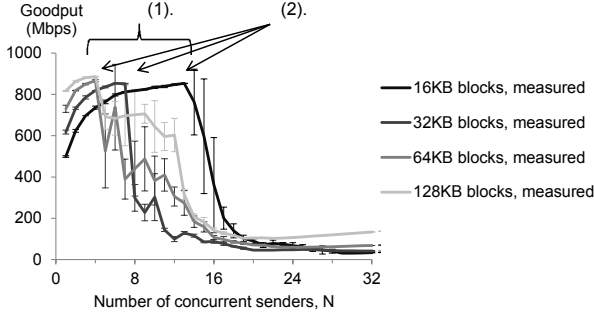 Goodput
(Mbps)
(1).
(2).
1000
800
600
400
200
0
0
8
16
24
32
Number of concurrent senders, N
16KB blocks, measured
32KB blocks, measured
64KB blocks, measured
128KB blocks, measured